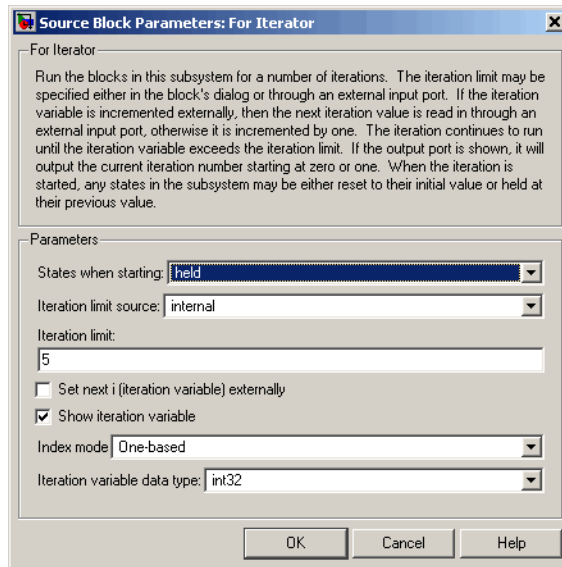 Source Block Parameters: For Iterator
For Iterator
Run the blocks in this subsystem for a number of iterations.  The iteration limit may be
specified either in the block's dialog or through an external input port.  If the iteration
variable is incremented externally, then the next iteration value is read in through an
external input port, otherwise it is incremented by one.  The iteration continues to run
until the iteration variable exceeds the iteration limit.  If the output port is shown, it will
output the current iteration number starting at zero or one.  When the iteration is
started, any states in the subsystem may be either reset to their initial value or held at
their previous value.
Parameters
States when starting: held
Iteration limit source: internal
Iteration limit:
5
Set next i (iteration variable) externally
Show iteration variable
Index mode One-based
Iteration variable data type: int32
OK Cancel Help